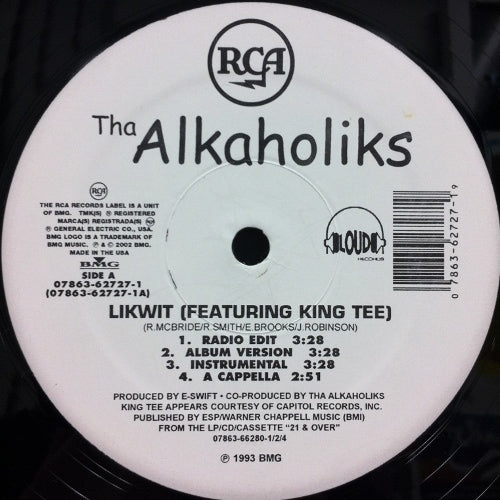 RCA
Tha Alkaholiks
RCA
THE RCA RECORDS LABEL IS A UNIT
OF BMG. TMK(S) ® REGISTERED
MARCA(S) REGISTRADA(S)
® GENERAL ELECTRIC CO., USA.
BMG LOGO IS A TRADEMARK OF
BMG MUSIC. ℗ & © 2002 BMG.
MADE IN THE USA
BMG
SIDE A
07863-62727-1
(07863-62727-1A)
LOUD
RECORDS
07863-62727-19
LIKWIT (FEATURING KING TEE)
(R.MCBRIDE/R.SMITH/E.BROOKS/J.ROBINSON)
1. RADIO EDIT 3:28
2. ALBUM VERSION 3:28
3. INSTRUMENTAL 3:28
4. A CAPPELLA 2:51
PRODUCED BY E-SWIFT • CO-PRODUCED BY THA ALKAHOLIKS
KING TEE APPEARS COURTESY OF CAPITOL RECORDS, INC.
PUBLISHED BY ESP/WARNER CHAPPELL MUSIC (BMI)
FROM THE LP/CD/CASSETTE "21 & OVER"
07863-66280-1/2/4
℗ 1993 BMG